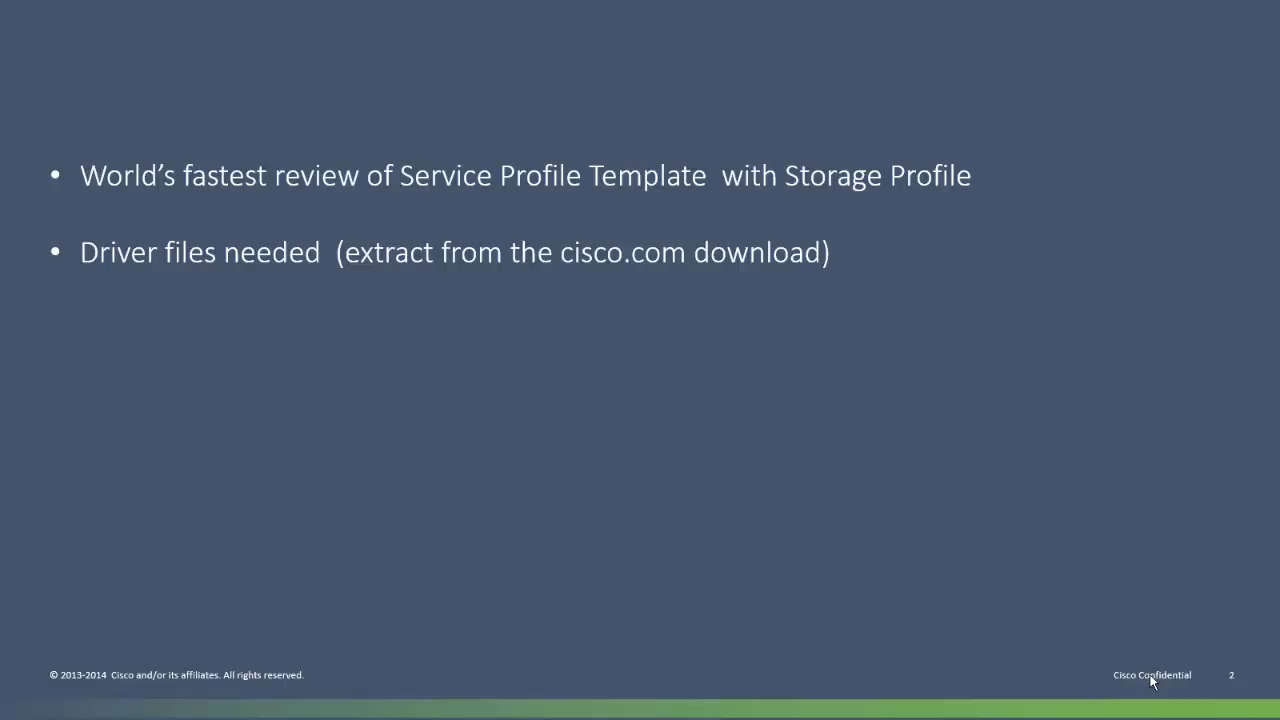 • World’s fastest review of Service Profile Template  with Storage Profile
• Driver files needed  (extract from the cisco.com download)
© 2013-2014  Cisco and/or its affiliates. All rights reserved.
Cisco Confidential
2